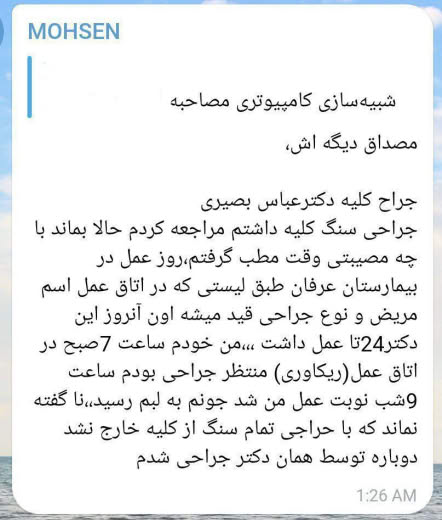 MOHSEN
شبیه‌سازی کامپیوتری مصاحبه
مصداق دیگه اش،
جراح کلیه دکترعباس بصیری
جراحی سنگ کلیه داشتم مراجعه کردم حالا بماند با
چه مصیبتی وقت مطب گرفتم،روز عمل در
بیمارستان عرفان طبق لیستی که در اتاق عمل اسم
مریض و نوع جراحی قید میشه اون آنروز این
دکتر24تا عمل داشت ،،،من خودم ساعت 7صبح در
اتاق عمل(ریکاوری) منتظر جراحی بودم ساعت
9شب نوبت عمل من شد جونم به لبم رسید،،نا گفته
نماند که با حراجی تمام سنگ از کلیه خارج نشد
دوباره توسط همان دکتر جراحی شدم
1:26 AM